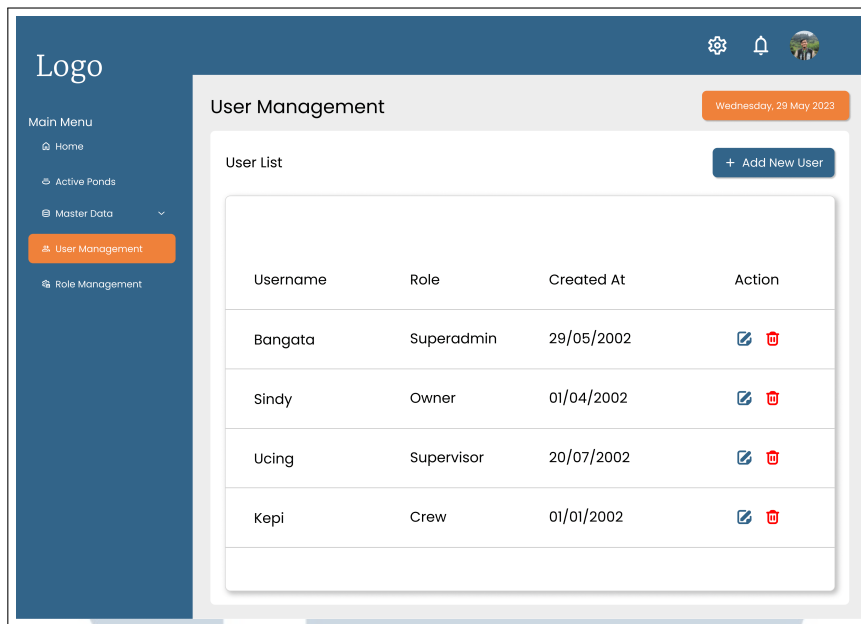 Logo
Main Menu
Home
Active Ponds
Master Data
User Management
Role Management
User Management
Wednesday, 29 May 2023
User List
+ Add New User
Username Role Created At Action
Bangata Superadmin 29/05/2002
Sindy Owner 01/04/2002
Ucing Supervisor 20/07/2002
Kepi Crew 01/01/2002